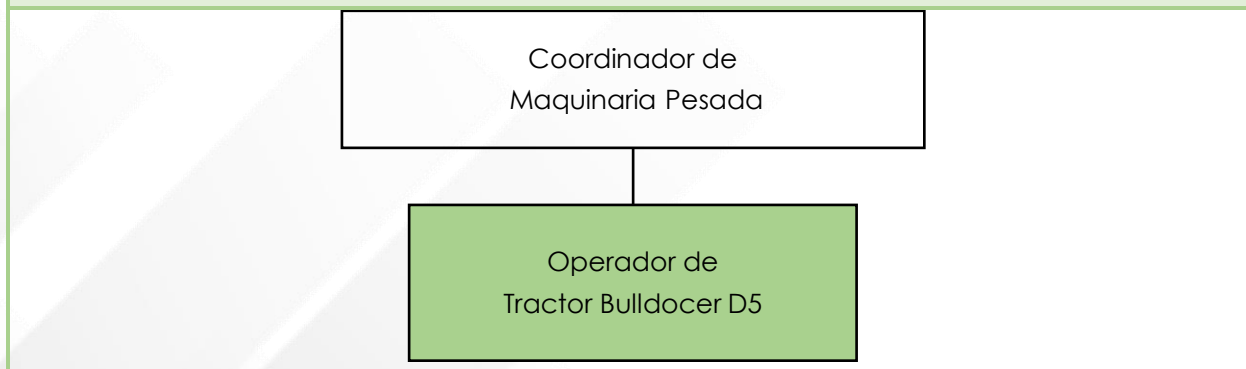 Coordinador de
Maquinaria Pesada
Operador de
Tractor Bulldocer D5